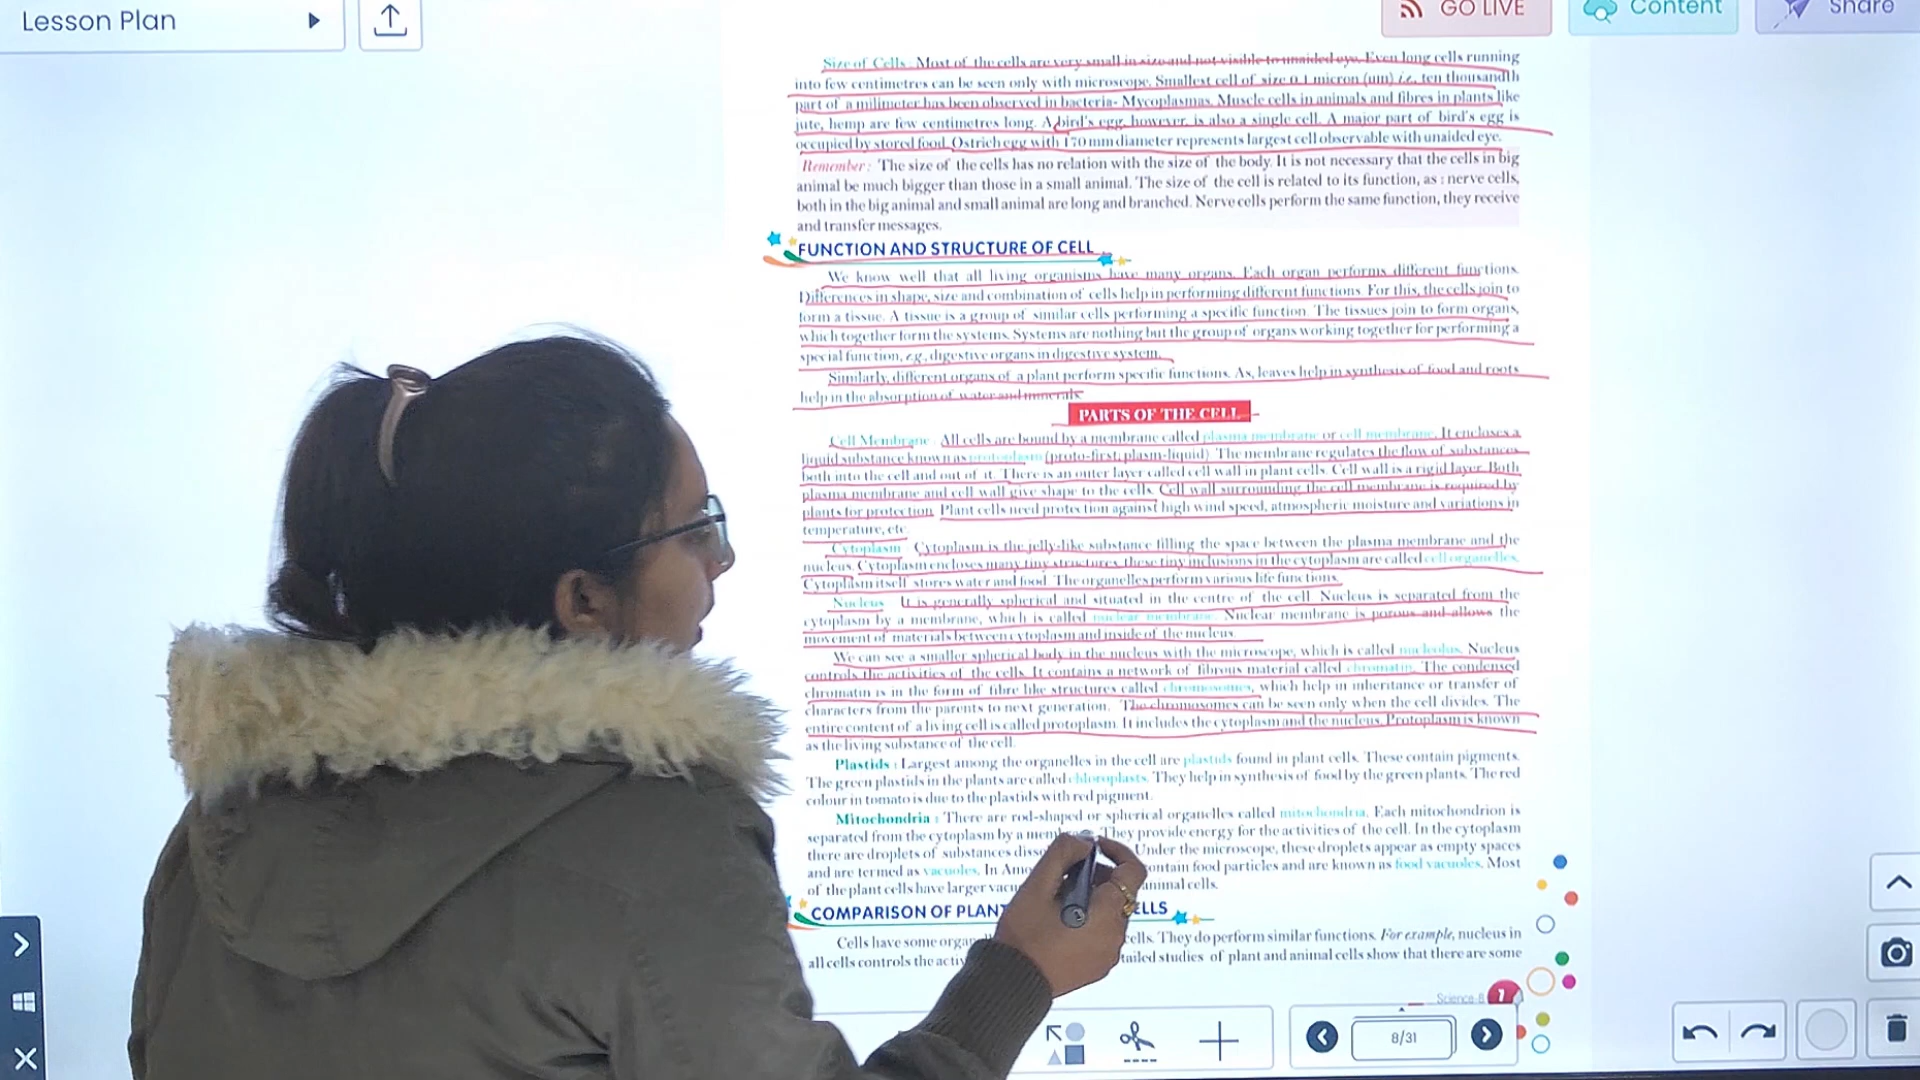 Lesson Plan
GO LIVE
Content
Share
Size of Cells : Most of the cells are very small in size and not visible to unaided eye. Even long cells running
into few centimetres can be seen only with microscope. Smallest cell of size 0.1 micron (um) i.e. ten thousandth
part of a milimeter has been observed in bacteria- Mycoplasmas. Muscle cells in animals and fibres in plants like
jute, hemp are few centimetres long. A bird's egg, however, is also a single cell. A major part of bird's egg is
occupied by stored food. Ostrich egg with 170 mm diameter represents largest cell observable with unaided eye.
Remember : The size of the cells has no relation with the size of the body. It is not necessary that the cells in big
animal be much bigger than those in a small animal. The size of the cell is related to its function, as : nerve cells,
both in the big animal and small animal are long and branched. Nerve cells perform the same function, they receive
and transfer messages.
FUNCTION AND STRUCTURE OF CELL
We know well that all living organisms have many organs. Each organ performs different functions.
Differences in shape, size and combination of cells help in performing different functions. For this, the cells join to
form a tissue. A tissue is a group of similar cells performing a specific function. The tissues join to form organs,
which together form the systems. Systems are nothing but the group of organs working together for performing a
special function, e.g., digestive organs in digestive system.
Similarly, different organs of a plant perform specific functions. As, leaves help in synthesis of food and roots
help in the absorption of water and minerals.
PARTS OF THE CELL
Cell Membrane : All cells are bound by a membrane called plasma membrane or cell membrane. It encloses a
liquid substance known as protoplasm (proto-first; plasm-liquid). The membrane regulates the flow of substances
both into the cell and out of it. There is an outer layer called cell wall in plant cells. Cell wall is a rigid layer. Both
plasma membrane and cell wall give shape to the cells. Cell wall surrounding the cell membrane is required by
plants for protection. Plant cells need protection against high wind speed, atmospheric moisture and variations in
temperature, etc.
Cytoplasm : Cytoplasm is the jelly-like substance filling the space between the plasma membrane and the
nucleus. Cytoplasm encloses many tiny structures, these tiny inclusions in the cytoplasm are called cell organelles.
Cytoplasm itself stores water and food. The organelles perform various life functions.
Nucleus : It is generally spherical and situated in the centre of the cell. Nucleus is separated from the
cytoplasm by a membrane, which is called nuclear membrane. Nuclear membrane is porous and allows the
movement of materials between cytoplasm and inside of the nucleus.
We can see a smaller spherical body in the nucleus with the microscope, which is called nucleolus. Nucleus
controls the activities of the cells. It contains a network of fibrous material called chromatin. The condensed
chromatin is in the form of fibre like structures called chromosomes, which help in inheritance or transfer of
characters from the parents to next generation. The chromosomes can be seen only when the cell divides. The
entire content of a living cell is called protoplasm. It includes the cytoplasm and the nucleus. Protoplasm is known
as the living substance of the cell.
Plastids : Largest among the organelles in the cell are plastids found in plant cells. These contain pigments.
The green plastids in the plants are called chloroplasts. They help in synthesis of food by the green plants. The red
colour in tomato is due to the plastids with red pigment.
Mitochondria : There are rod-shaped or spherical organelles called mitochondria. Each mitochondrion is
separated from the cytoplasm by a mem They provide energy for the activities of the cell. In the cytoplasm
there are droplets of substances disso Under the microscope, these droplets appear as empty spaces
and are termed as vacuoles. In Amo ontain food particles and are known as food vacuoles. Most
of the plant cells have larger vacu animal cells.
COMPARISON OF PLANT ELLS
Cells have some orga cells. They do perform similar functions. For example, nucleus in
all cells controls the activ tailed studies of plant and animal cells show that there are some
Science-8 7
8/31